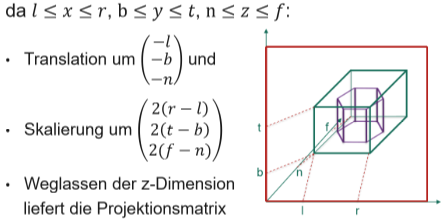 da l ≤ x ≤ r, b ≤ y ≤ t, n ≤ z ≤ f:
• Translation um (−l −b −n) und
• Skalierung um (2(r − l) 2(t − b) 2(f − n))
• Weglassen der z-Dimension
liefert die Projektionsmatrix
t
f
b
n
l
r